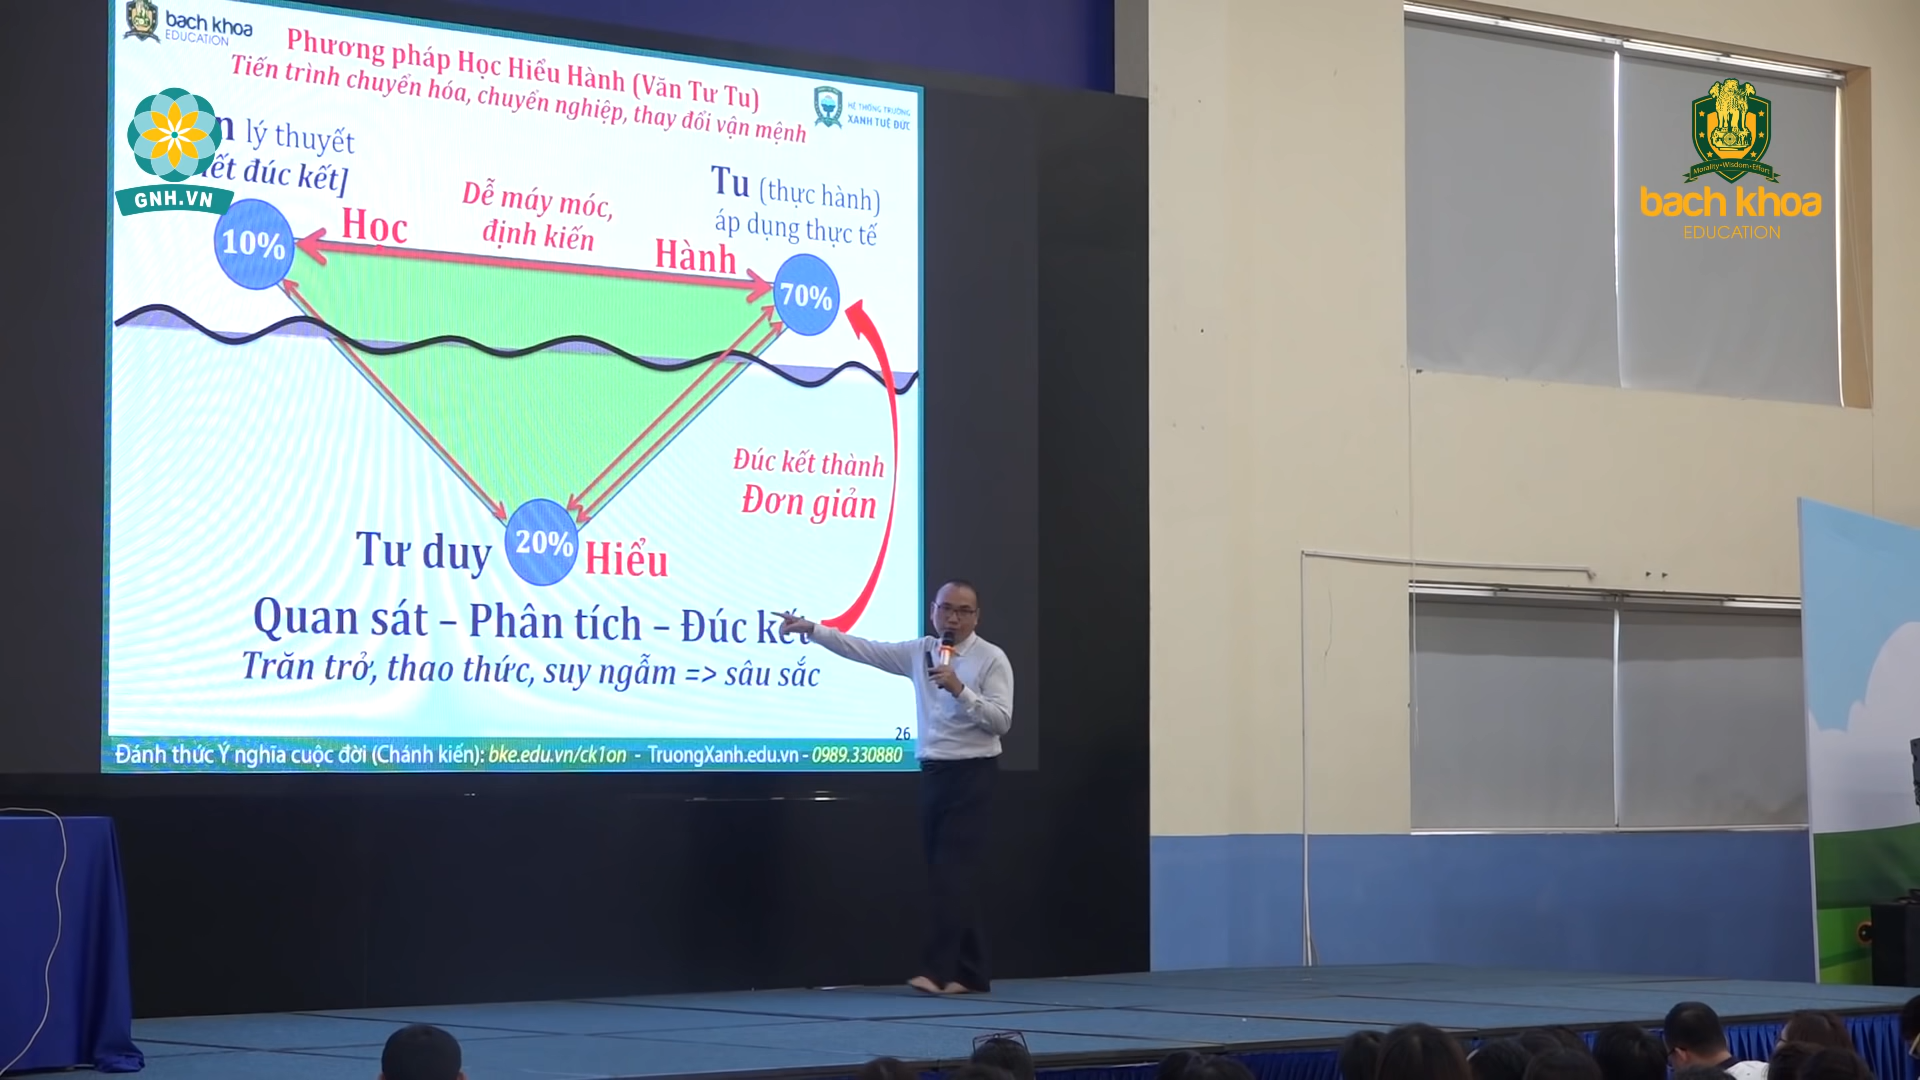 bach khoa
EDUCATION
Phương pháp Học Hiểu Hành (Văn Tư Tu)
Tiến trình chuyển hóa, chuyển nghiệp, thay đổi vận mệnh
HỆ THỐNG TRƯỜNG
XANH TUỆ ĐỨC
GNH.VN
lý thuyết
đúc kết]
Tu (thực hành)
áp dụng thực tế
Dễ máy móc,
định kiến
Học
Hành
10%
70%
Đúc kết thành
Đơn giản
Tư duy
20%
Hiểu
Quan sát – Phân tích – Đúc kết
Trăn trở, thao thức, suy ngẫm => sâu sắc
26
Đánh thức Ý nghĩa cuộc đời (Chánh kiến): bke.edu.vn/ck1on - TruongXanh.edu.vn - 0989.330880
Morality • Wisdom • Effort
bach khoa
EDUCATION